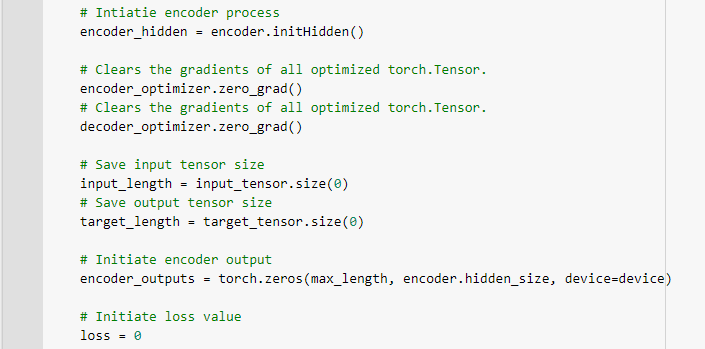 # Intiatie encoder process
encoder_hidden = encoder.initHidden()
# Clears the gradients of all optimized torch.Tensor.
encoder_optimizer.zero_grad()
# Clears the gradients of all optimized torch.Tensor.
decoder_optimizer.zero_grad()
# Save input tensor size
input_length = input_tensor.size(0)
# Save output tensor size
target_length = target_tensor.size(0)
# Initiate encoder output
encoder_outputs = torch.zeros(max_length, encoder.hidden_size, device=device)
# Initiate loss value
loss = 0